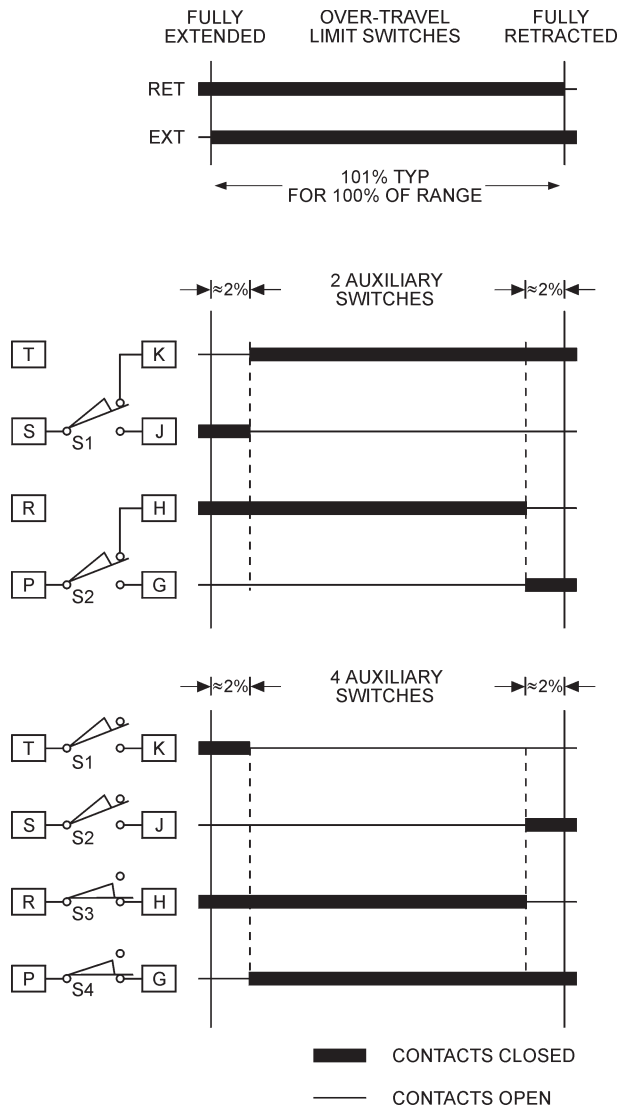 FULLY EXTENDED
OVER-TRAVEL LIMIT SWITCHES
FULLY RETRACTED
RET
EXT
101% TYP
FOR 100% OF RANGE
≈2%
2 AUXILIARY SWITCHES
≈2%
T
K
S
S1
J
R
H
P
S2
G
≈2%
4 AUXILIARY SWITCHES
≈2%
T
S1
K
S
S2
J
R
S3
H
P
S4
G
CONTACTS CLOSED
CONTACTS OPEN